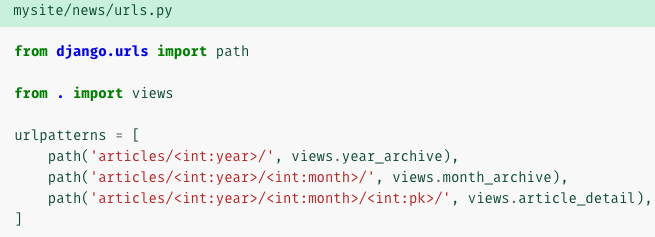 mysite/news/urls.py
from django.urls import path
from . import views
urlpatterns = [
    path('articles/<int:year>/', views.year_archive),
    path('articles/<int:year>/<int:month>/', views.month_archive),
    path('articles/<int:year>/<int:month>/<int:pk>/', views.article_detail),
]